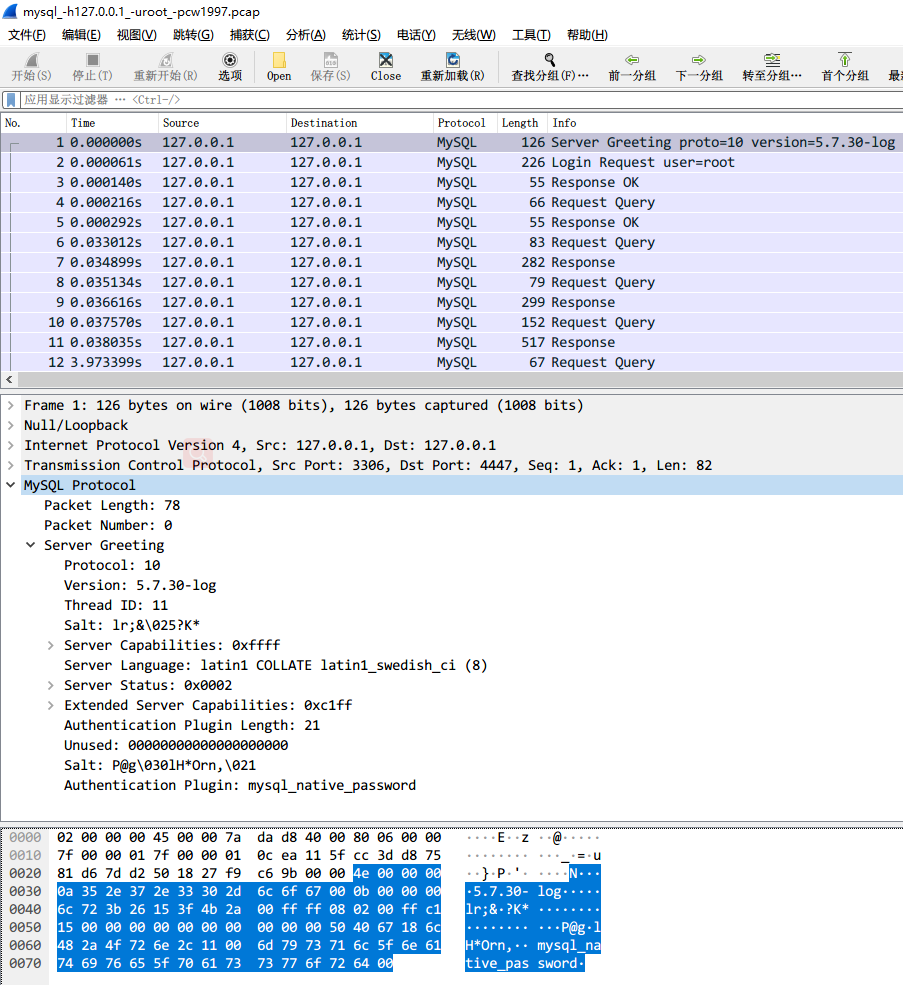 mysql_-h127.0.0.1_-uroot_-pcw1997.pcap
文件(F) 编辑(E) 视图(V) 跳转(G) 捕获(C) 分析(A) 统计(S) 电话(Y) 无线(W) 工具(T) 帮助(H)
开始(S) 停止(T) 重新开始(R) 选项 Open 保存(S) Close 重新加载(R) 查找分组(F)··· 前一分组 下一分组 转至分组··· 首个分组
应用显示过滤器 ··· <Ctrl-/>
No. Time Source Destination Protocol Length Info
1 0.000000s 127.0.0.1 127.0.0.1 MySQL 126 Server Greeting proto=10 version=5.7.30-log
2 0.000061s 127.0.0.1 127.0.0.1 MySQL 226 Login Request user=root
3 0.000140s 127.0.0.1 127.0.0.1 MySQL 55 Response OK
4 0.000216s 127.0.0.1 127.0.0.1 MySQL 66 Request Query
5 0.000292s 127.0.0.1 127.0.0.1 MySQL 55 Response OK
6 0.033012s 127.0.0.1 127.0.0.1 MySQL 83 Request Query
7 0.034899s 127.0.0.1 127.0.0.1 MySQL 282 Response
8 0.035134s 127.0.0.1 127.0.0.1 MySQL 79 Request Query
9 0.036616s 127.0.0.1 127.0.0.1 MySQL 299 Response
10 0.037570s 127.0.0.1 127.0.0.1 MySQL 152 Request Query
11 0.038035s 127.0.0.1 127.0.0.1 MySQL 517 Response
12 3.973399s 127.0.0.1 127.0.0.1 MySQL 67 Request Query
Frame 1: 126 bytes on wire (1008 bits), 126 bytes captured (1008 bits)
Null/Loopback
Internet Protocol Version 4, Src: 127.0.0.1, Dst: 127.0.0.1
Transmission Control Protocol, Src Port: 3306, Dst Port: 4447, Seq: 1, Ack: 1, Len: 82
MySQL Protocol
Packet Length: 78
Packet Number: 0
Server Greeting
Protocol: 10
Version: 5.7.30-log
Thread ID: 11
Salt: lr;&\025?K*
Server Capabilities: 0xffff
Server Language: latin1 COLLATE latin1_swedish_ci (8)
Server Status: 0x0002
Extended Server Capabilities: 0xc1ff
Authentication Plugin Length: 21
Unused: 00000000000000000000
Salt: P@g\030lH*Orn,\021
Authentication Plugin: mysql_native_password
0000 02 00 00 00 45 00 00 7a da d8 40 00 80 06 00 00 ····E··z ··@·····
0010 7f 00 00 01 7f 00 00 01 0c ea 11 5f cc 3d d8 75 ········ ···_·=·u
0020 81 d6 7d d2 50 18 27 f9 c6 9b 00 00 4e 00 00 00 ··}·P·'· ····N···
0030 0a 35 2e 37 2e 33 30 2d 6c 6f 67 00 0b 00 00 00 ·5.7.30- log·····
0040 6c 72 3b 26 15 3f 4b 2a 00 ff ff 08 02 00 ff c1 lr;&·?K* ········
0050 15 00 00 00 00 00 00 00 00 00 00 50 40 67 18 6c ········ ···P@g·l
0060 48 2a 4f 72 6e 2c 11 00 6d 79 73 71 6c 5f 6e 61 H*Orn,·· mysql_na
0070 74 69 76 65 5f 70 61 73 73 77 6f 72 64 00 tive_pas sword·